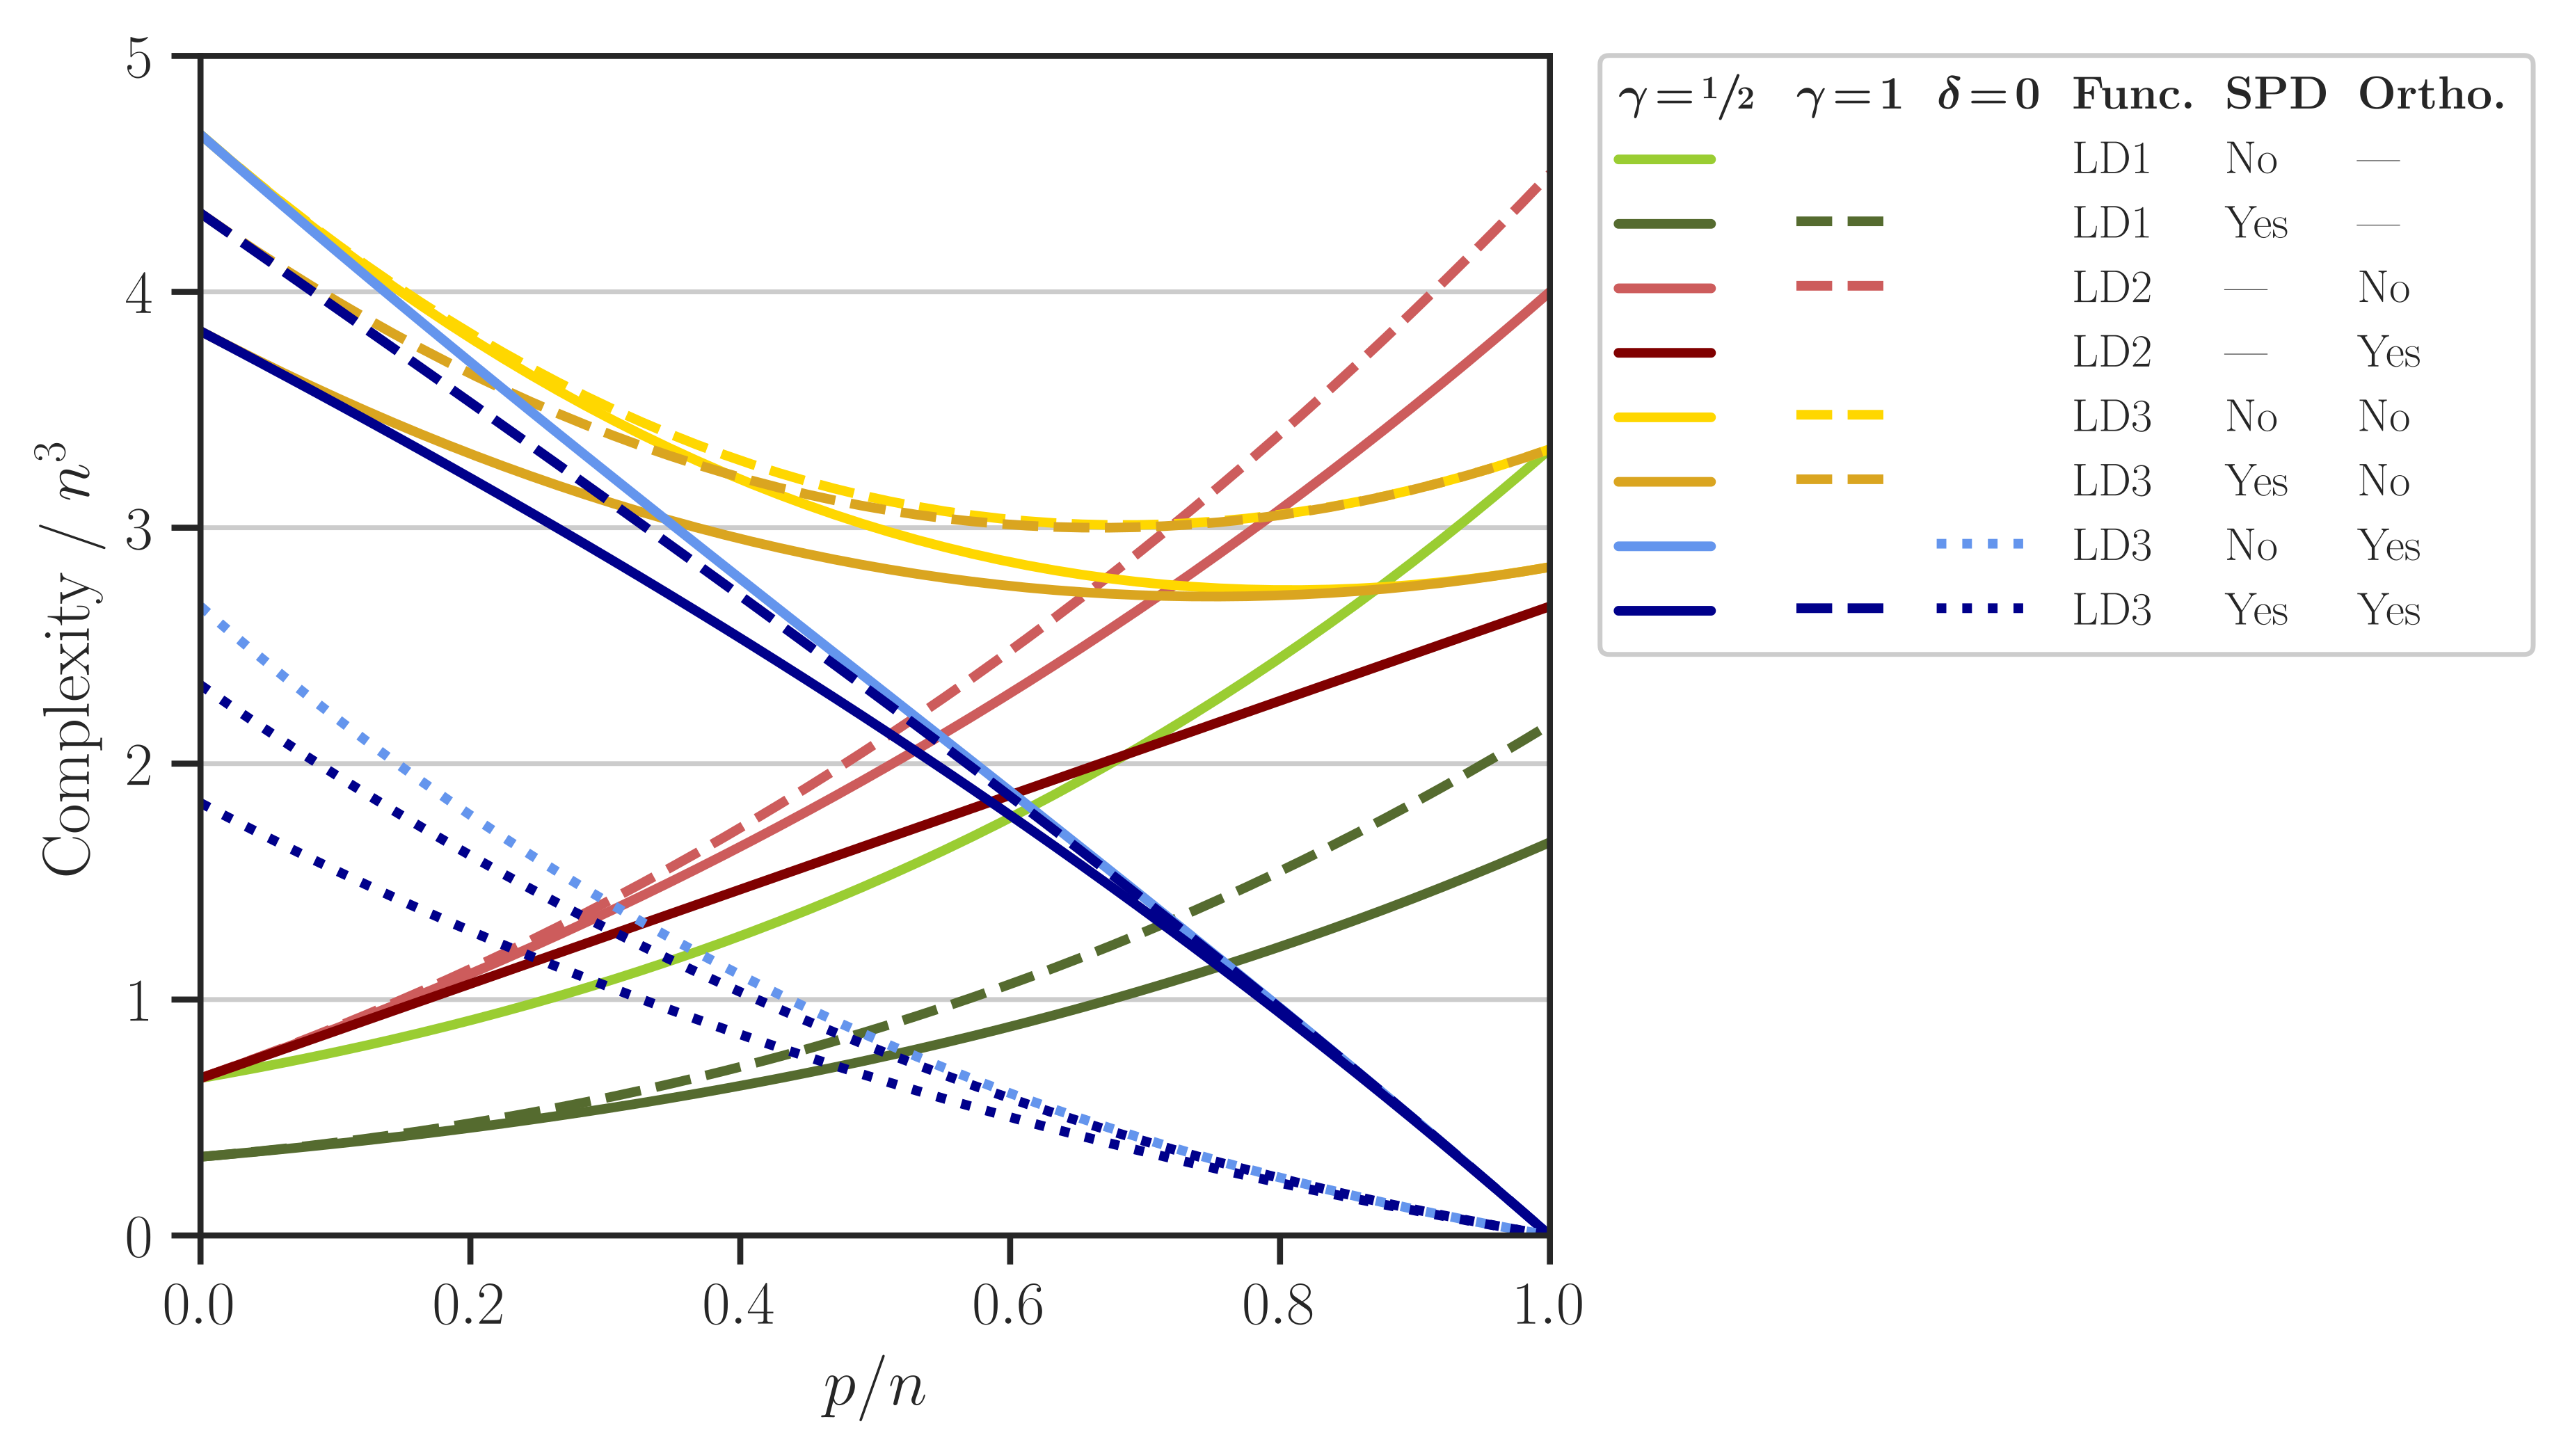 Complexity / n³
5
4
3
2
1
0
0.0 0.2 0.4 0.6 0.8 1.0
p/n
γ=1/2 γ=1 δ=0 Func. SPD Ortho.
LD1 No —
LD1 Yes —
LD2 — No
LD2 — Yes
LD3 No No
LD3 Yes No
LD3 No Yes
LD3 Yes Yes